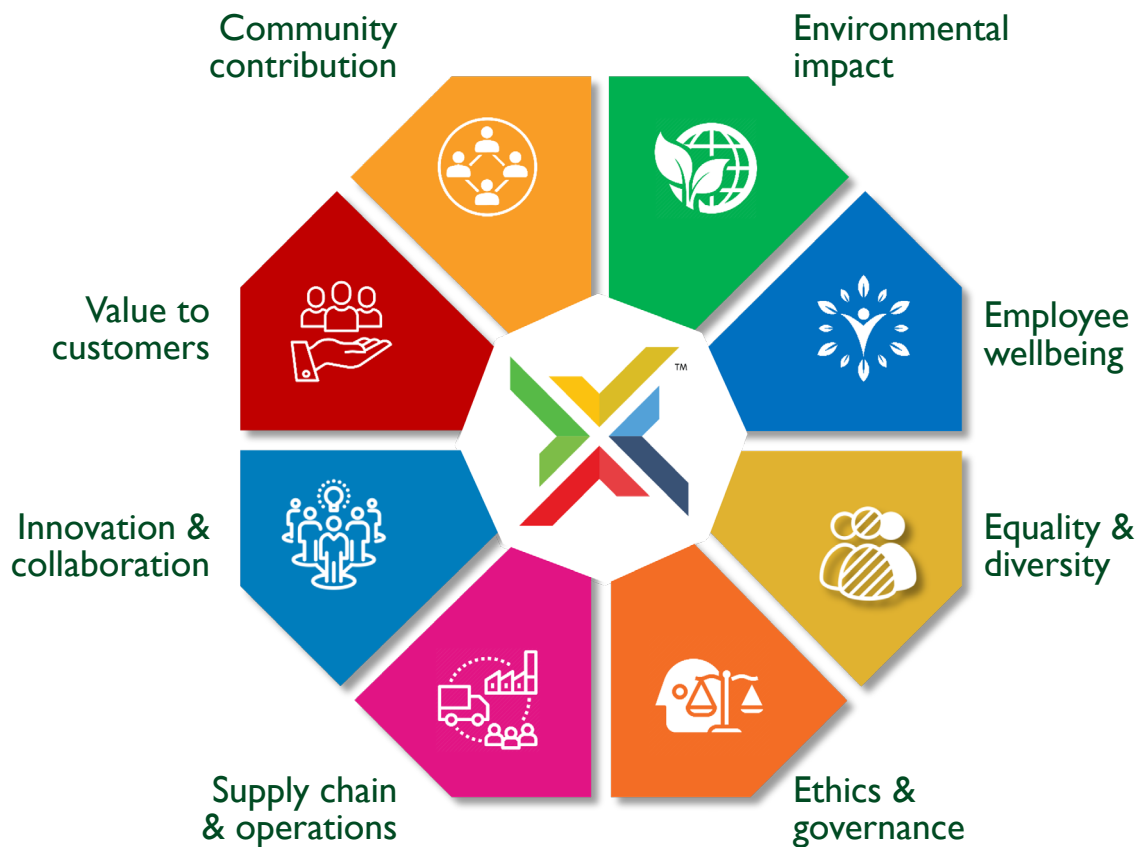 Community
contribution
Environmental
impact
Value to
customers
Employee
wellbeing
TM
Innovation &
collaboration
Equality &
diversity
Supply chain
& operations
Ethics &
governance